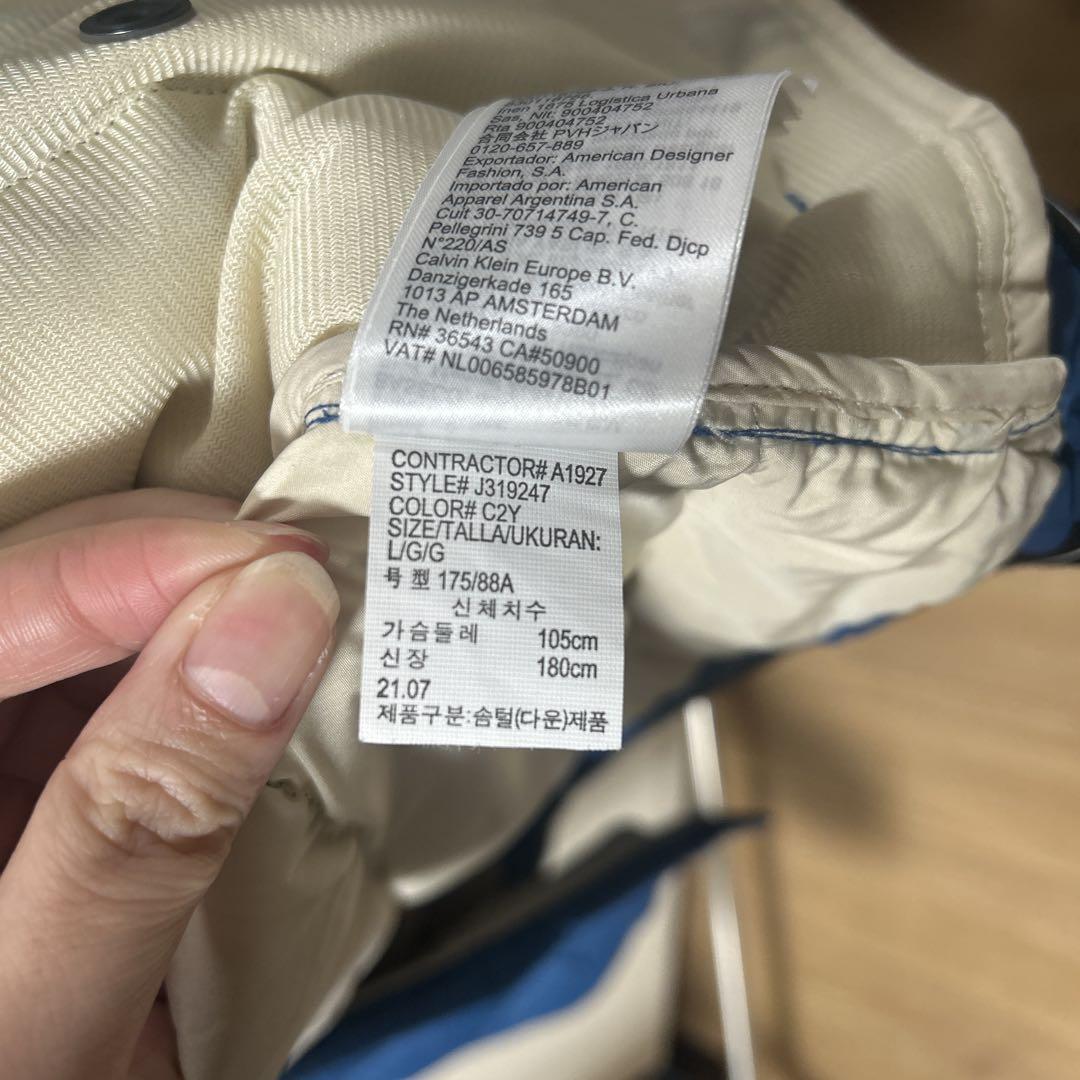 Inen 1875 Logistica Urbana
Sas, Nit. 900404752
Rta 900404752
合同会社 PVHジャパン
0120-657-889
Exportador: American Designer
Fashion, S.A.
Importado por: American
Apparel Argentina S.A.
Cuit 30-70714749-7, C.
Pellegrini 739 5 Cap. Fed. Djcp
N°220/AS
Calvin Klein Europe B.V.
Danzigerkade 165
1013 AP AMSTERDAM
The Netherlands
RN# 36543 CA#50900
VAT# NL006585978B01
CONTRACTOR# A1927
STYLE# J319247
COLOR# C2Y
SIZE/TALLA/UKURAN:
L/G/G
号型 175/88A
신체치수
가슴둘레 105cm
신장 180cm
21.07
제품구분:솜털(다운)제품